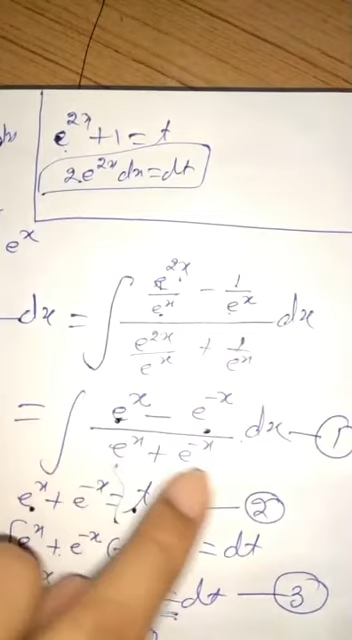 e^{2x} + 1 = t
2e^{2x} dx = dt
e^x
dx = ∫ (e^{2x}/e^x − 1/e^x) / (e^{2x}/e^x + 1/e^x) dx
= ∫ (e^x − e^{-x}) / (e^x + e^{-x}) dx — ①
e^x + e^{-x} = t — ②
e^x + e^{-x} ( = dt
= dt — ③